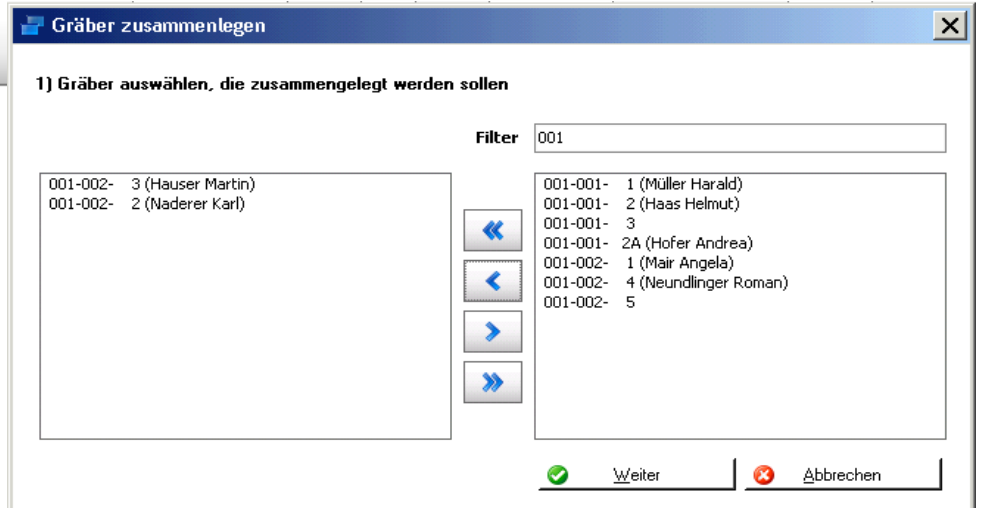 Gräber zusammenlegen
1) Gräber auswählen, die zusammengelegt werden sollen
Filter 001
001-002- 3 (Hauser Martin)
001-002- 2 (Naderer Karl)
001-001- 1 (Müller Harald)
001-001- 2 (Haas Helmut)
001-001- 3
001-001- 2A (Hofer Andrea)
001-002- 1 (Mair Angela)
001-002- 4 (Neundlinger Roman)
001-002- 5
Weiter
Abbrechen